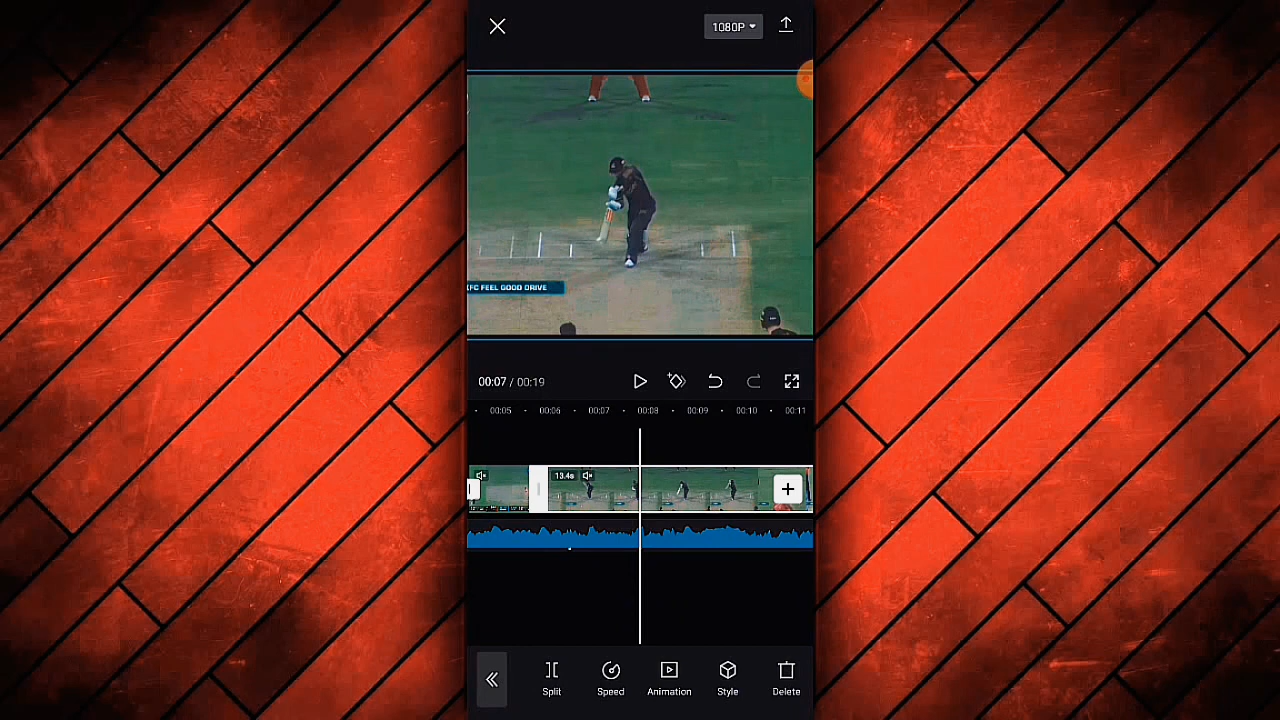 1080P
KFC FEEL GOOD DRIVE
00:07 / 00:19
00:05 00:06 00:07 00:08 00:09 00:10 00:11
13.4s
Split Speed Animation Style Delete